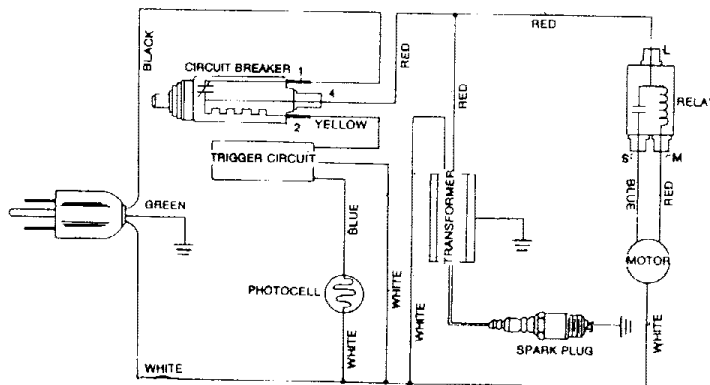 BLACK
CIRCUIT BREAKER
1
4
2
YELLOW
RED
RED
RED
L
RELAY
S
M
BLUE
RED
TRIGGER CIRCUIT
GREEN
BLUE
TRANSFORMER
MOTOR
PHOTOCELL
WHITE
WHITE
WHITE
WHITE
SPARK PLUG
WHITE
WHITE